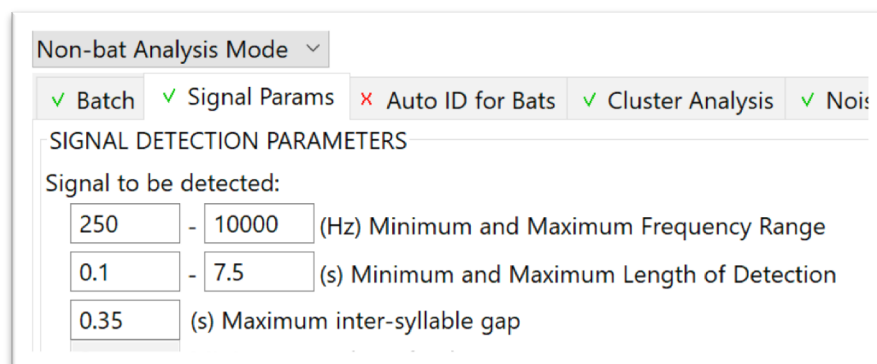 Non-bat Analysis Mode
Batch Signal Params Auto ID for Bats Cluster Analysis
SIGNAL DETECTION PARAMETERS
Signal to be detected:
250 - 10000 (Hz) Minimum and Maximum Frequency Range
0.1 - 7.5 (s) Minimum and Maximum Length of Detection
0.35 (s) Maximum inter-syllable gap